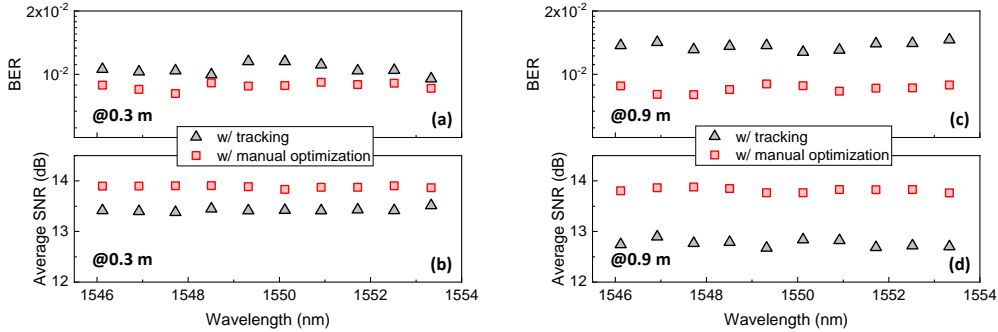 2x10⁻²
10⁻²
BER
@0.3 m
(a)
2x10⁻²
10⁻²
BER
@0.9 m
(c)
w/ tracking
w/ manual optimization
w/ tracking
w/ manual optimization
14
13
12
Average SNR (dB)
@0.3 m
(b)
1546 1548 1550 1552 1554
Wavelength (nm)
14
13
12
Average SNR (dB)
@0.9 m
(d)
1546 1548 1550 1552 1554
Wavelength (nm)